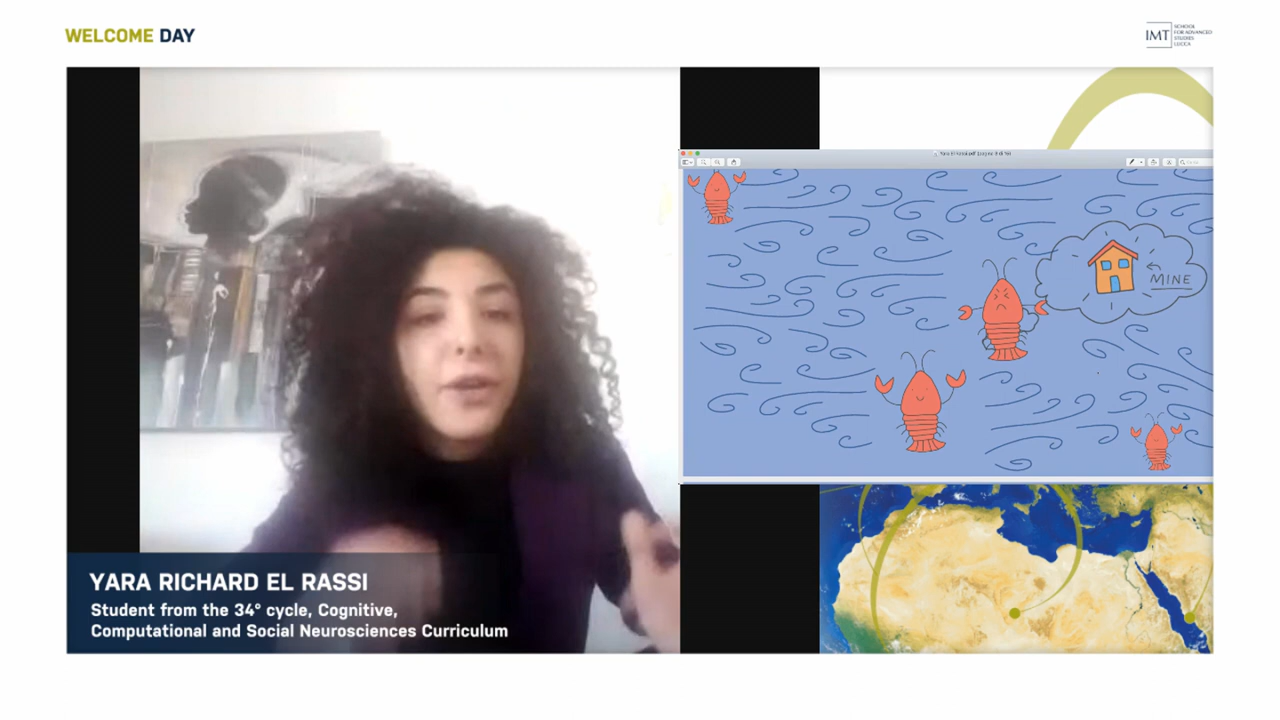 WELCOME DAY
IMT
SCHOOL
FOR ADVANCED
STUDIES
LUCCA
MINE
YARA RICHARD EL RASSI
Student from the 34° cycle, Cognitive,
Computational and Social Neurosciences Curriculum